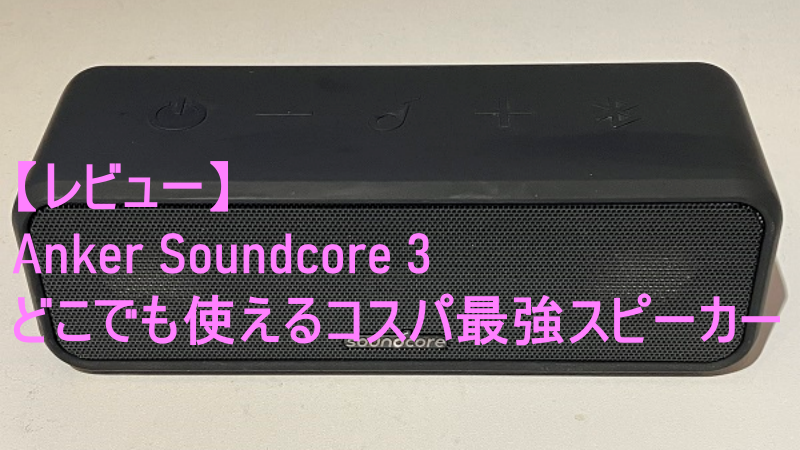 【レビュー】
Anker Soundcore 3
どこでも使えるコスパ最強スピーカー
soundcore